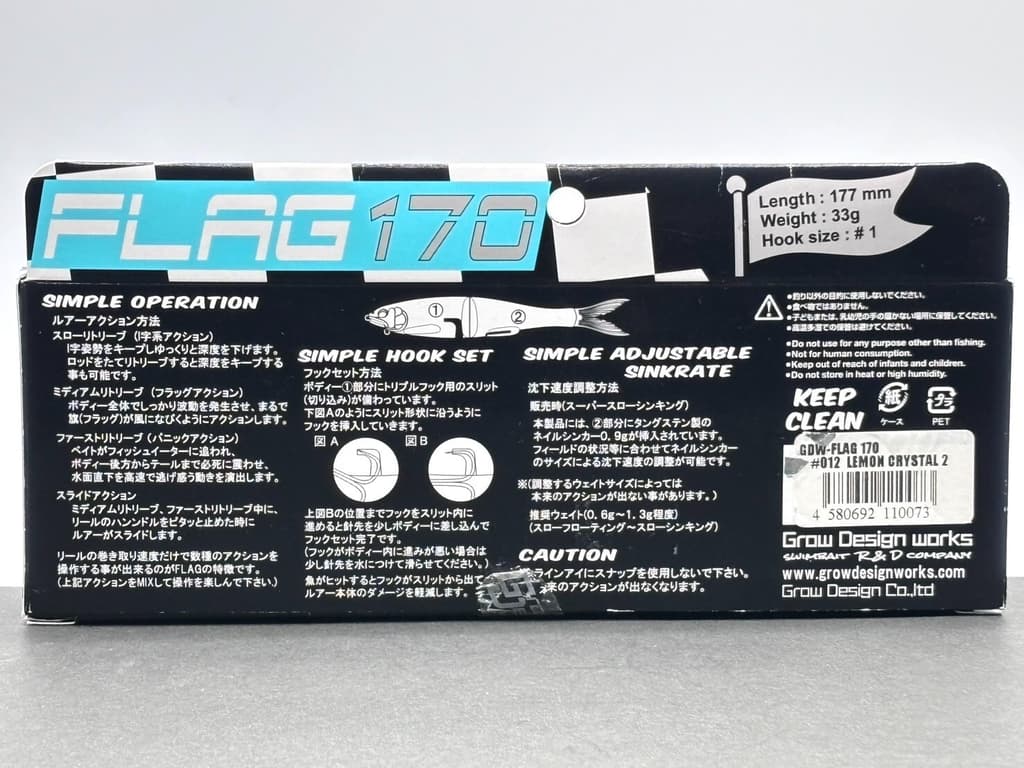 FLAG 170
Length : 177 mm
Weight : 33g
Hook size : #1
SIMPLE OPERATION
ルアーアクション方法
スローリトリーブ (I字系アクション)
I字姿勢をキープしゆっくりと深度を下げます。
ロッドをたてリトリーブすると深度をキープする
事も可能です。
ミディアムリトリーブ (フラッグアクション)
ボディー全体でしっかり波動を発生させ、まるで
旗(フラッグ)が風になびくようにアクションします。
ファーストリトリーブ (パニックアクション)
ベイトがフィッシュイーターに追われ、
ボディー後方からテールまで必死に震わせ、
水面直下を高速で逃げ惑う動きを演出します。
スライドアクション
ミディアムリトリーブ、ファーストリトリーブ中に、
リールのハンンドルをピタッと止めた時に
ルアーがスライドします。
リールの巻き取り速度だけで数種のアクションを
操作する事が出来るのがFLAGの特徴です。
(上記アクションをMIXして操作を楽しんで下さい。)
① ②
SIMPLE HOOK SET
フックセット方法
ボディー①部分にトリプルフック用のスリット
(切り込み)が備わっています。
下図Aのようにスリット形状に沿うように
フックを挿入していきます。
図 A 図 B
上図Bの位置までフックをスリット内に
進めると針先を少しボディーに差し込んで
フックセット完了です。
(フックがボディー内に進みが悪い場合は
少し針先を水につけて滑らせてください。)
魚がヒットするとフックがスリットから出て
ルアー本体のダメージを軽減します。
SIMPLE ADJUSTABLE
SINKRATE
沈下速度調整方法
販売時(スーパースローシンキング)
本製品には、②部分にタングステン製の
ネイルシンカー0.9gが挿入されています。
フィールドの状況等に合わせてネイルシンカー
のサイズによる沈下速度の調整が可能です。
※(調整するウェイトサイズによっては
本来のアクションが出ない事があります。)
推奨ウェイト(0.6g〜1.3g程度)
(スローフローティング〜スローシンキング)
CAUTION
ラインアイにスナップを使用しないで下さい。
来のアクションが出なくなります。
●釣り以外の目的に使用しないでください。
●食べ物ではありません。
●子どもまたは、乳幼児の手の届かない場所に保管してください。
●高温多湿での保管は避けてください。
●Do not use for any purpose other than fishing.
●Not for human consumption.
●Keep out of reach of infants and children.
●Do not store in heat or high humidity.
KEEP
CLEAN
紙
ケース
プラ
PET
GDW-FLAG 170
#012 LEMON CRYSTAL 2
4 580692 110073
Grow Design works
SWIMBAIT R&D COMPANY
www.growdesignworks.com
Grow Design Co.,ltd